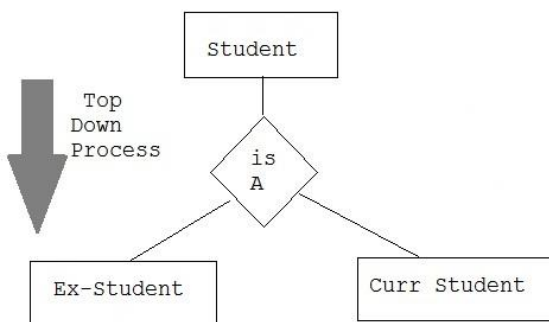 Student
Top
Down
Process
is
A
Ex-Student
Curr Student